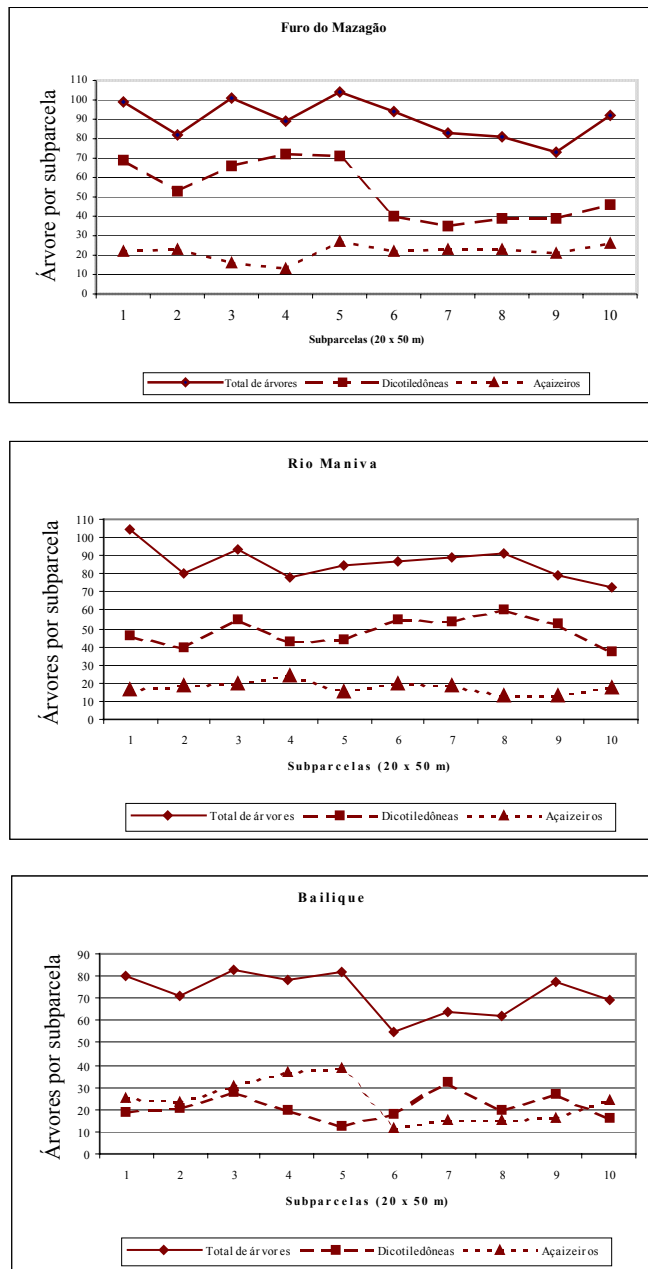 Furo do Mazagão
Árvore por subparcela
110
100
90
80
70
60
50
40
30
20
10
0
1 2 3 4 5 6 7 8 9 10
Subparcelas (20 x 50 m)
Total de árvores Dicotiledôneas Açaizeiros
Rio Maniva
Árvores por subparcela
110
100
90
80
70
60
50
40
30
20
10
0
1 2 3 4 5 6 7 8 9 10
Subparcelas (20 x 50 m)
Total de árvores Dicotiledôneas Açaizeiros
Bailique
Árvores por subparcela
90
80
70
60
50
40
30
20
10
0
1 2 3 4 5 6 7 8 9 10
Subparcelas (20 x 50 m)
Total de árvores Dicotiledôneas Açaizeiros